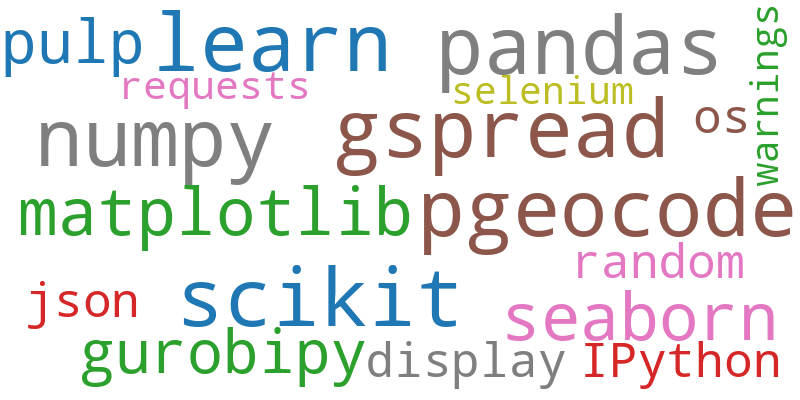 pulp learn pandas warnings
requests selenium
numpy gspread os
matplotlib pgeocode
random
json scikit seaborn
gurobipy display IPython